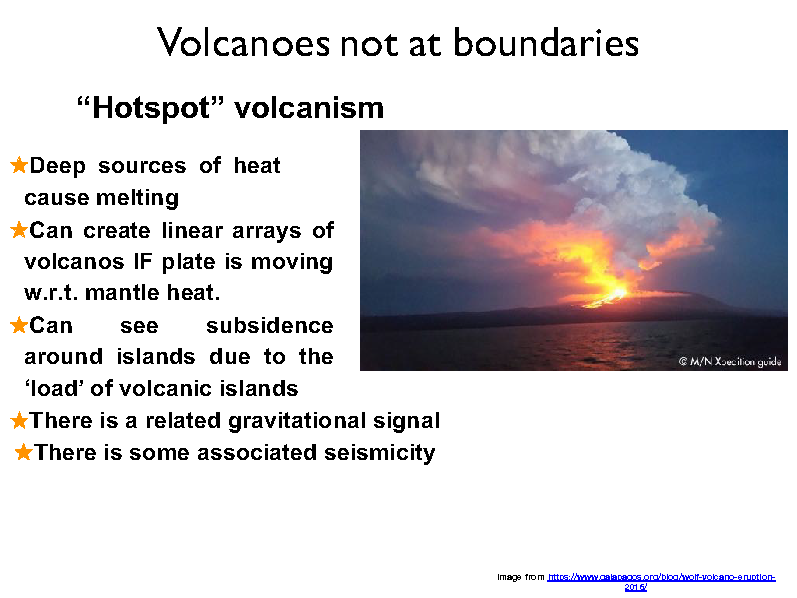 Volcanoes not at boundaries
“Hotspot” volcanism
Deep sources of heat
cause melting
Can create linear arrays of
volcanos IF plate is moving
w.r.t. mantle heat.
Can see subsidence
around islands due to the
‘load’ of volcanic islands
There is a related gravitational signal
There is some associated seismicity
© M/N Xpecition guide
Image from https://www.galapagos.org/blog/wolf-volcano-eruption-
2015/